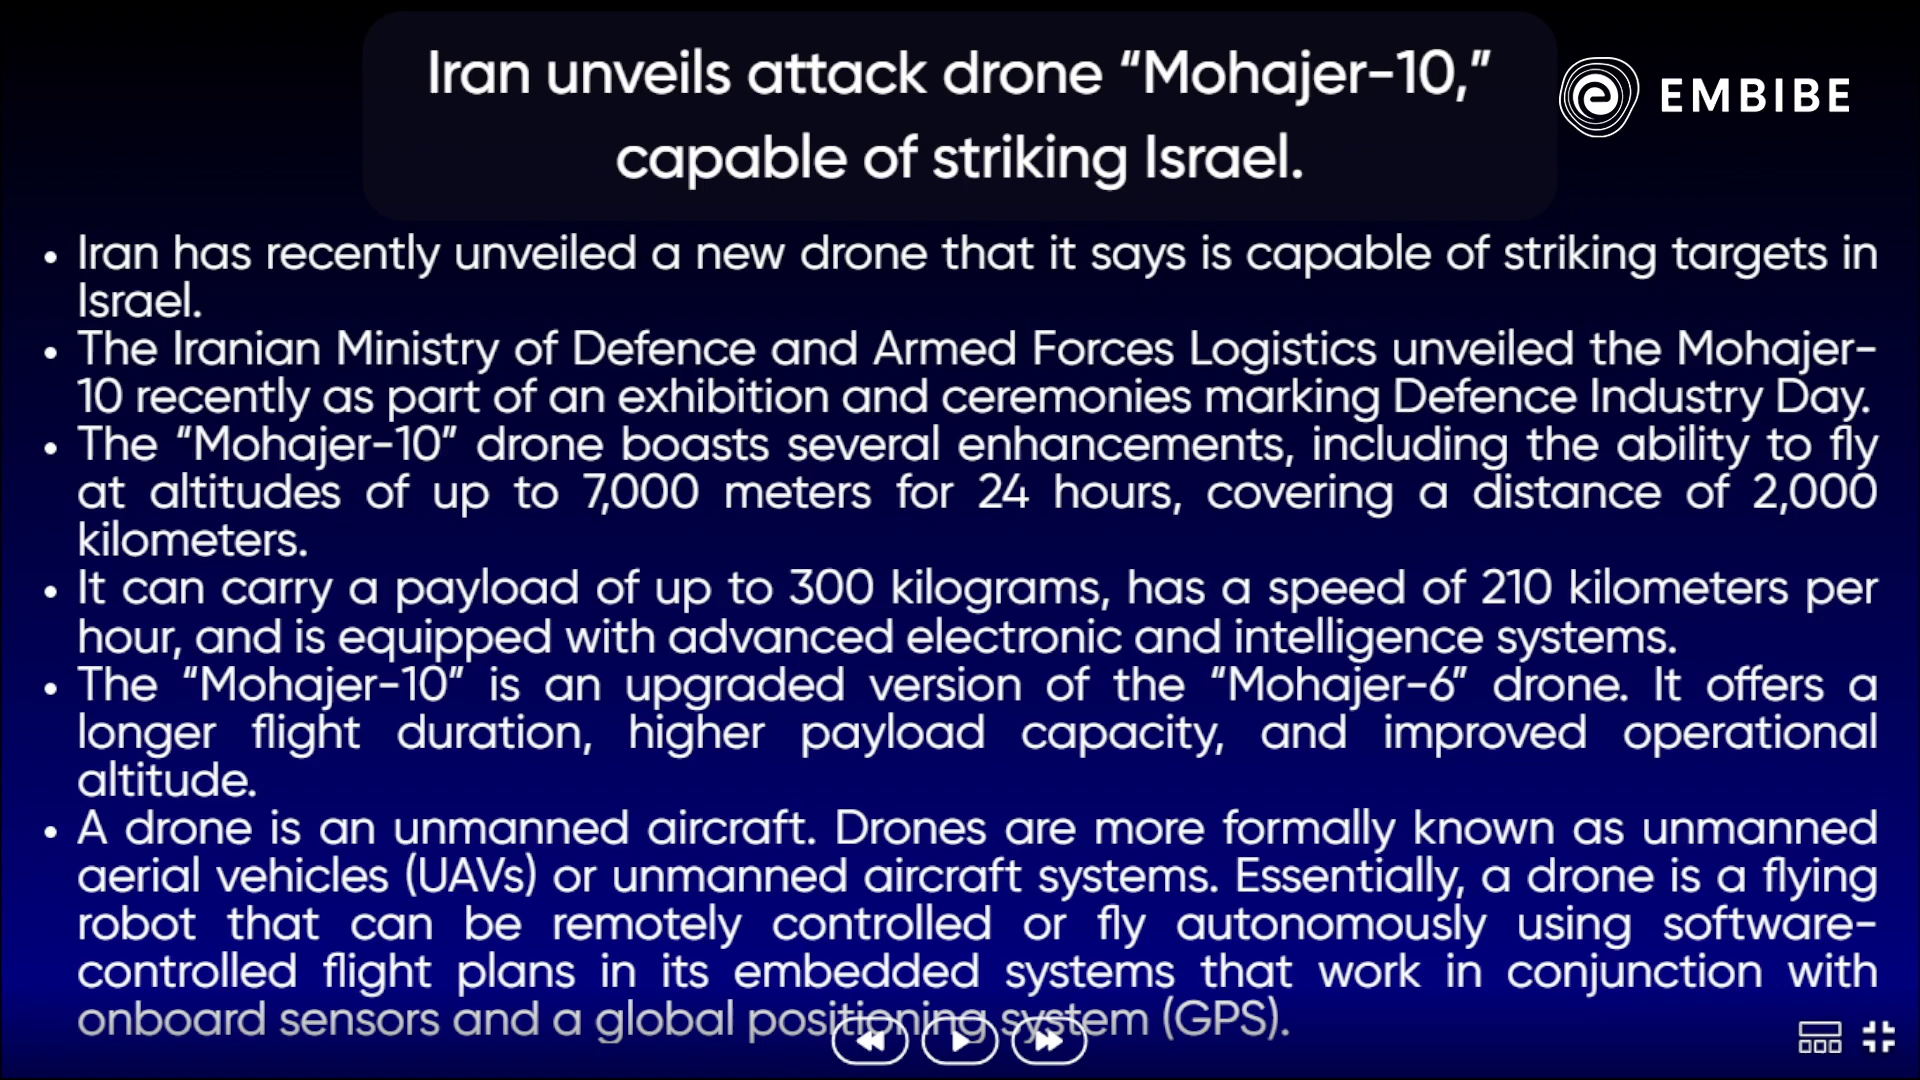 Iran unveils attack drone “Mohajer-10,”
capable of striking Israel.
EMBIBE
• Iran has recently unveiled a new drone that it says is capable of striking targets in
Israel.
• The Iranian Ministry of Defence and Armed Forces Logistics unveiled the Mohajer-
10 recently as part of an exhibition and ceremonies marking Defence Industry Day.
• The “Mohajer-10” drone boasts several enhancements, including the ability to fly
at altitudes of up to 7,000 meters for 24 hours, covering a distance of 2,000
kilometers.
• It can carry a payload of up to 300 kilograms, has a speed of 210 kilometers per
hour, and is equipped with advanced electronic and intelligence systems.
• The “Mohajer-10” is an upgraded version of the “Mohajer-6” drone. It offers a
longer flight duration, higher payload capacity, and improved operational
altitude.
• A drone is an unmanned aircraft. Drones are more formally known as unmanned
aerial vehicles (UAVs) or unmanned aircraft systems. Essentially, a drone is a flying
robot that can be remotely controlled or fly autonomously using software-
controlled flight plans in its embedded systems that work in conjunction with
onboard sensors and a global positioning system (GPS).